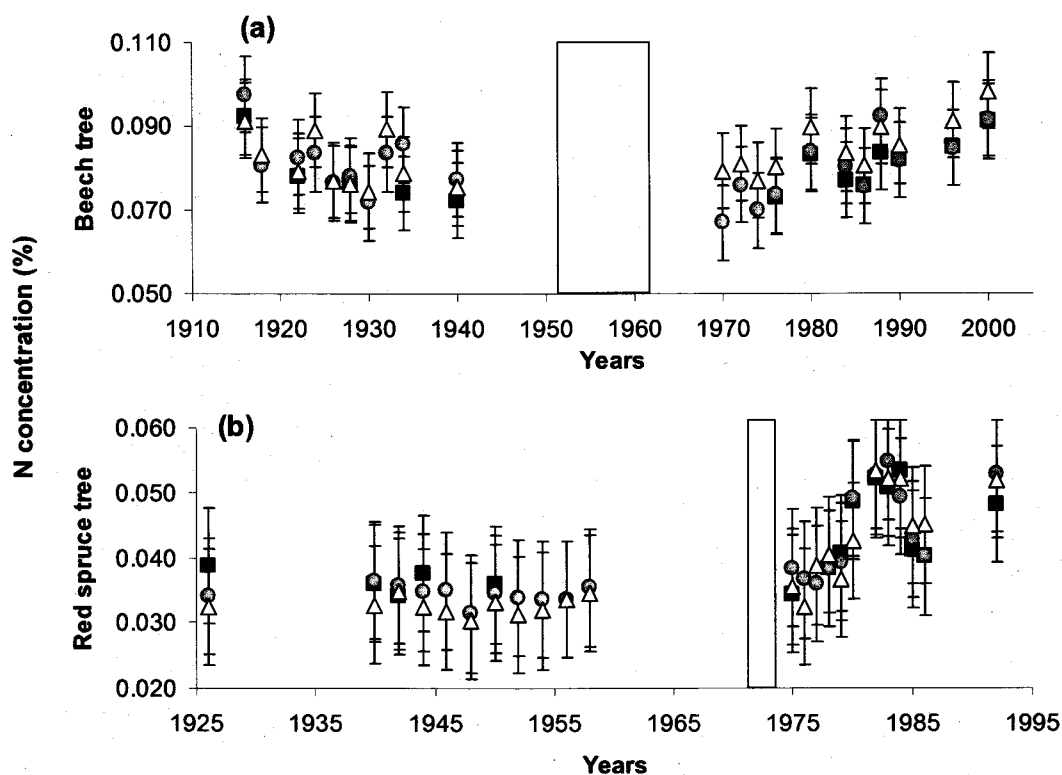 (a)
0.110
0.090
0.070
0.050
Beech tree
1910 1920 1930 1940 1950 1960 1970 1980 1990 2000
Years
N concentration (%)
(b)
0.060
0.050
0.040
0.030
0.020
Red spruce tree
1925 1935 1945 1955 1965 1975 1985 1995
Years